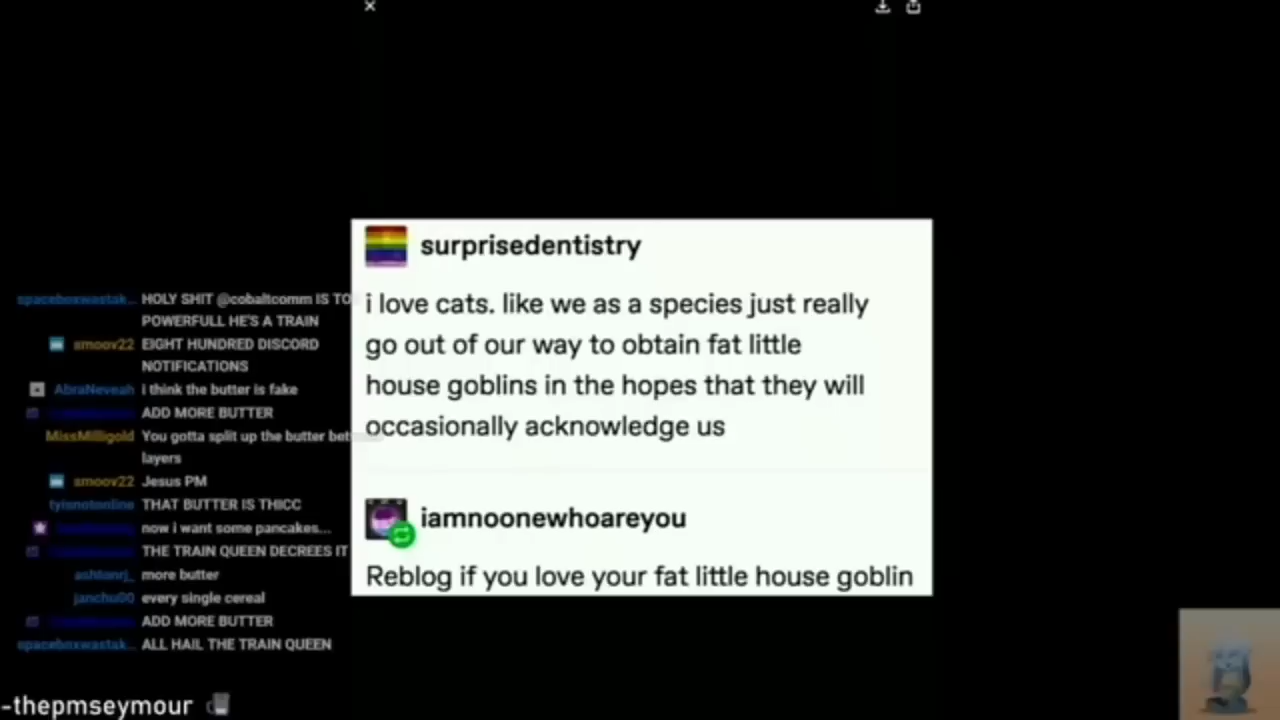 surprisedentistry
i love cats. like we as a species just really
go out of our way to obtain fat little
house goblins in the hopes that they will
occasionally acknowledge us
iamnoonewhoareyou
Reblog if you love your fat little house goblin
HOLY SHIT @cobaltcomm IS TO
POWERFULL HE'S A TRAIN
smoov22 EIGHT HUNDRED DISCORD
NOTIFICATIONS
AbraNeveah i think the butter is fake
ADD MORE BUTTER
MissMilligold You gotta split up the butter bet
layers
smoov22 Jesus PM
tyisnotonline THAT BUTTER IS THICC
now i want some pancakes...
THE TRAIN QUEEN DECREES IT
ashtonrj_ more butter
janchu00 every single cereal
ADD MORE BUTTER
ALL HAIL THE TRAIN QUEEN
-thepmseymour